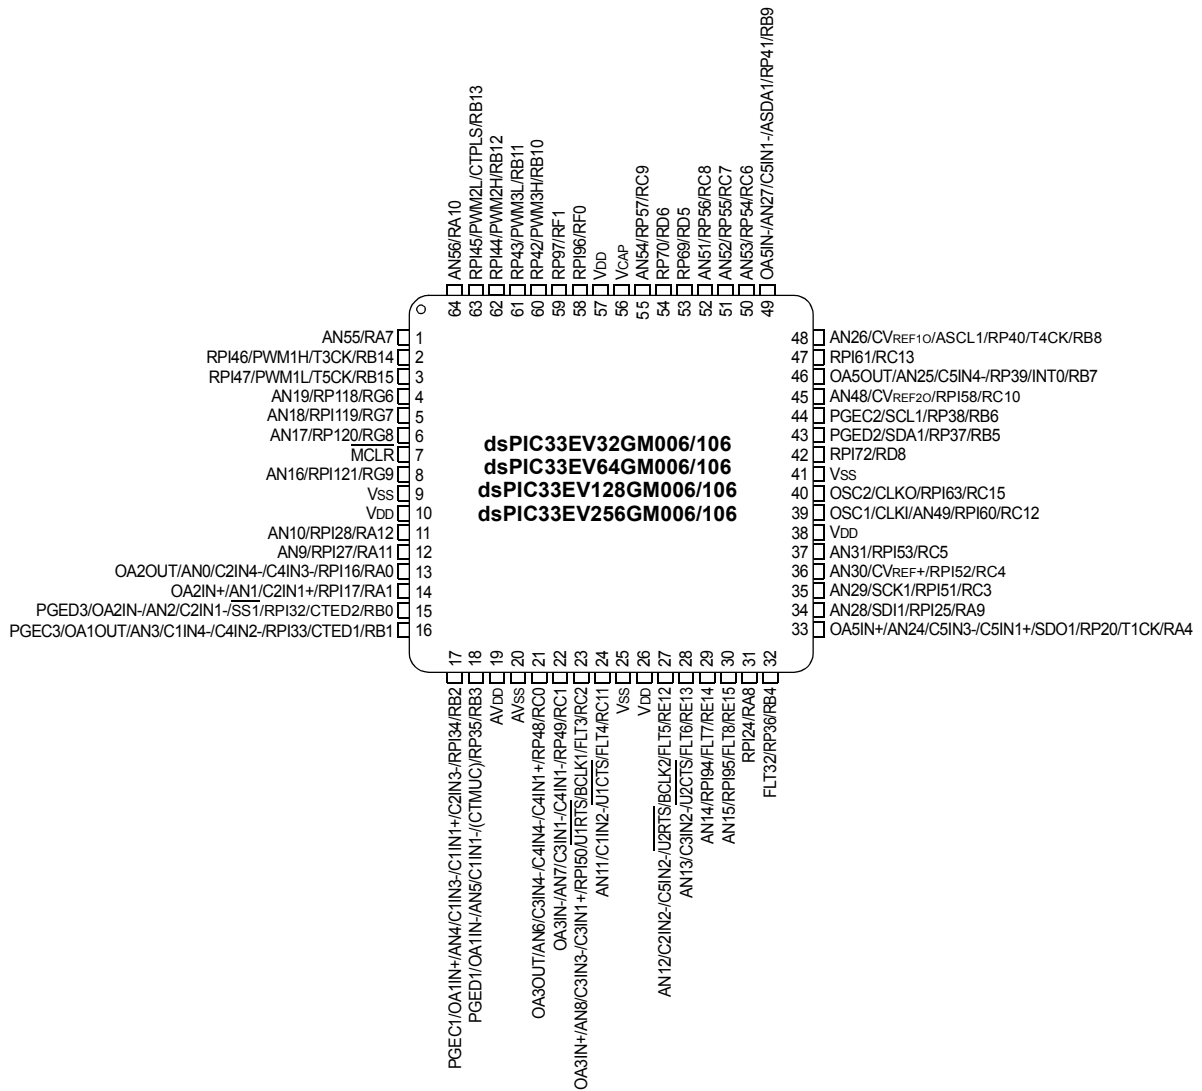 AN56/RA10
RPI45/PWM2L/CTPLS/RB13
RPI44/PWM2H/RB12
RP43/PWM3L/RB11
RP42/PWM3H/RB10
RP97/RF1
RPI96/RF0
VDD
VCAP
AN54/RP57/RC9
RP70/RD6
RP69/RD5
AN51/RP56/RC8
AN52/RP55/RC7
AN53/RP54/RC6
OA5IN-/AN27/C5IN1-/ASDA1/RP41/RB9
64 63 62 61 60 59 58 57 56 55 54 53 52 51 50 49
AN55/RA7 1
RPI46/PWM1H/T3CK/RB14 2
RPI47/PWM1L/T5CK/RB15 3
AN19/RP118/RG6 4
AN18/RPI119/RG7 5
AN17/RP120/RG8 6
MCLR 7
AN16/RPI121/RG9 8
VSS 9
VDD 10
AN10/RPI28/RA12 11
AN9/RPI27/RA11 12
OA2OUT/AN0/C2IN4-/C4IN3-/RPI16/RA0 13
OA2IN+/AN1/C2IN1+/RPI17/RA1 14
PGED3/OA2IN-/AN2/C2IN1-/SS1/RPI32/CTED2/RB0 15
PGEC3/OA1OUT/AN3/C1IN4-/C4IN2-/RPI33/CTED1/RB1 16
dsPIC33EV32GM006/106
dsPIC33EV64GM006/106
dsPIC33EV128GM006/106
dsPIC33EV256GM006/106
48 AN26/CVREF1O/ASCL1/RP40/T4CK/RB8
47 RPI61/RC13
46 OA5OUT/AN25/C5IN4-/RP39/INT0/RB7
45 AN48/CVREF2O/RPI58/RC10
44 PGEC2/SCL1/RP38/RB6
43 PGED2/SDA1/RP37/RB5
42 RPI72/RD8
41 VSS
40 OSC2/CLKO/RPI63/RC15
39 OSC1/CLKI/AN49/RPI60/RC12
38 VDD
37 AN31/RPI53/RC5
36 AN30/CVREF+/RPI52/RC4
35 AN29/SCK1/RPI51/RC3
34 AN28/SDI1/RPI25/RA9
33 OA5IN+/AN24/C5IN3-/C5IN1+/SDO1/RP20/T1CK/RA4
17 18 19 20 21 22 23 24 25 26 27 28 29 30 31 32
PGEC1/OA1IN+/AN4/C1IN3-/C1IN1+/C2IN3-/RPI34/RB2
PGED1/OA1IN-/AN5/C1IN1-/(CTMUC)/RP35/RB3
AVDD
AVSS
OA3OUT/AN6/C3IN4-/C4IN4-/C4IN1+/RP48/RC0
OA3IN-/AN7/C3IN1-/C4IN1-/RP49/RC1
OA3IN+/AN8/C3IN3-/C3IN1+/RPI50/U1RTS/BCLK1/FLT3/RC2
AN11/C1IN2-/U1CTS/FLT4/RC11
VSS
VDD
AN12/C2IN2-/C5IN2-/U2RTS/BCLK2/FLT5/RE12
AN13/C3IN2-/U2CTS/FLT6/RE13
AN14/RPI94/FLT7/RE14
AN15/RPI95/FLT8/RE15
RPI24/RA8
FLT32/RP36/RB4